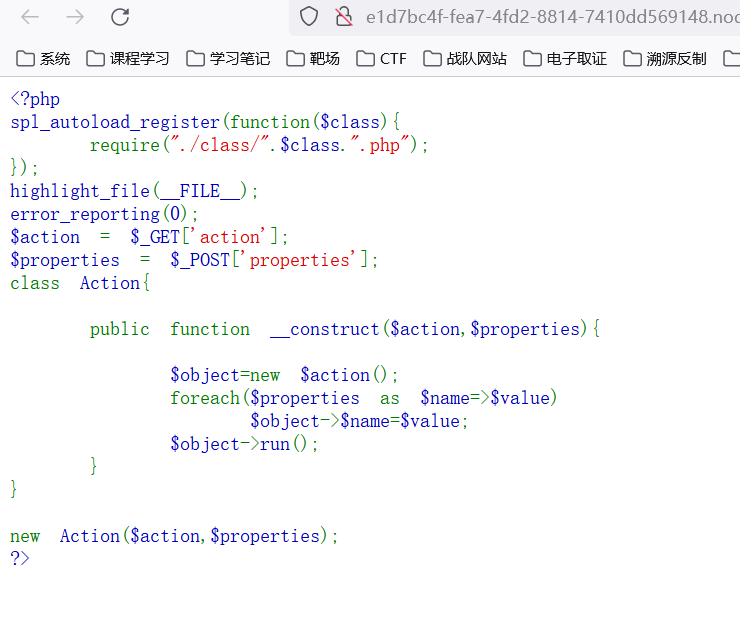 e1d7bc4f-fea7-4fd2-8814-7410dd569148.nod
系统 课程学习 学习笔记 靶场 CTF 战队网站 电子取证 溯源反制
<?php
spl_autoload_register(function($class){
        require("./class/".$class.".php");
});
highlight_file(__FILE__);
error_reporting(0);
$action = $_GET['action'];
$properties = $_POST['properties'];
class Action{

        public function __construct($action,$properties){

                $object=new $action();
                foreach($properties as $name=>$value)
                        $object->$name=$value;
                $object->run();
        }
}

new Action($action,$properties);
?>